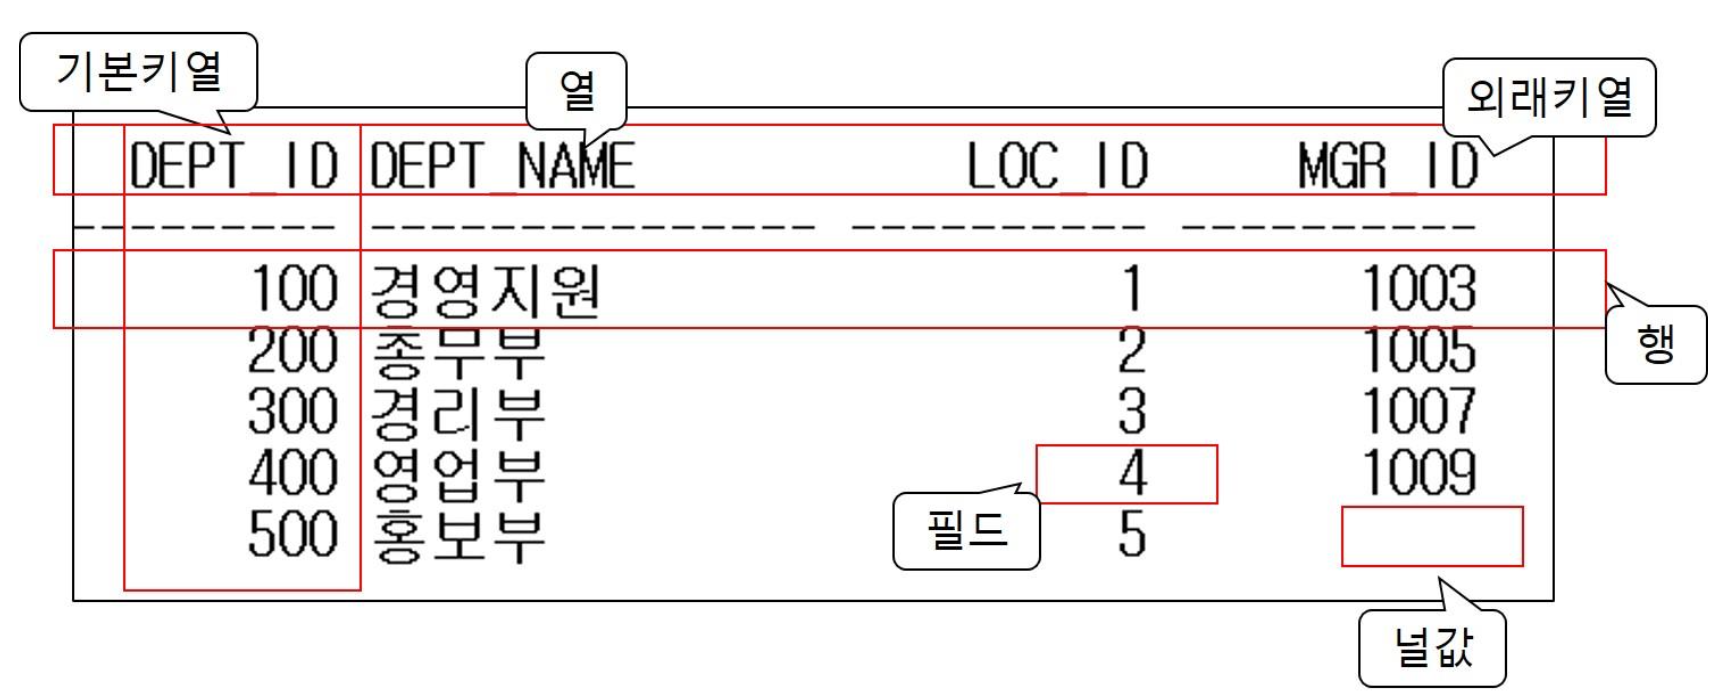 기본키열
열
외래키열
DEPT_ID DEPT_NAME LOC_ID MGR_ID
--------- --------------- ---------- ----------
100 경영지원 1 1003
행
200 총무부 2 1005
300 경리부 3 1007
400 영업부 4 1009
필드
500 홍보부 5
널값